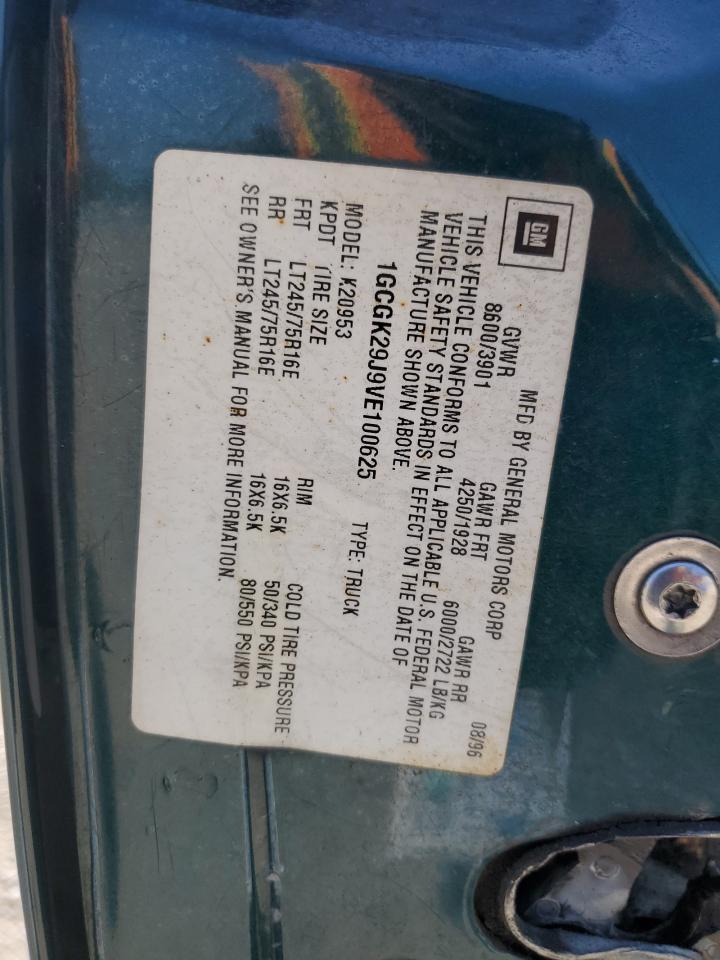 GM
MFD BY GENERAL MOTORS CORP 08/96
GVWR GAWR FRT GAWR RR
8600/3901 4250/1928 6000/2722 LB/KG
THIS VEHICLE CONFORMS TO ALL APPLICABLE U.S. FEDERAL MOTOR
VEHICLE SAFETY STANDARDS IN EFFECT ON THE DATE OF
MANUFACTURE SHOWN ABOVE.
1GCGK29J9VE100625 TYPE: TRUCK
MODEL: K20953
KPDT TIRE SIZE RIM COLD TIRE PRESSURE
FRT LT245/75R16E 16X6.5K 50/340 PSI/KPA
RR LT245/75R16E 16X6.5K 80/550 PSI/KPA
SEE OWNER'S MANUAL FOR MORE INFORMATION.